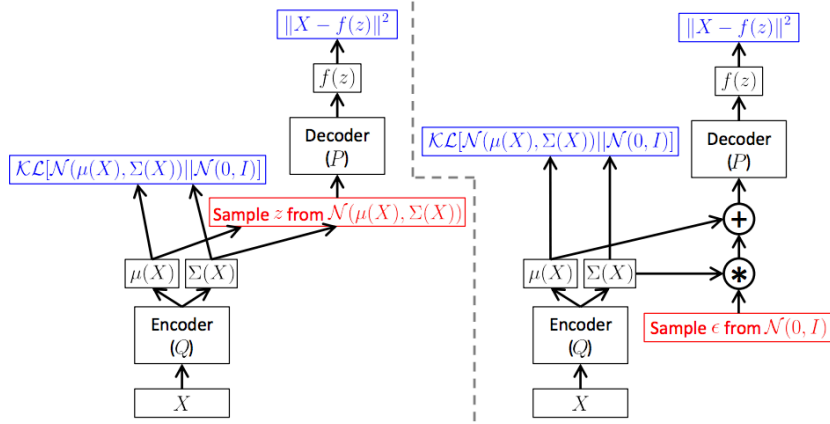 ‖X − f(z)‖²
f(z)
Decoder
(P)
𝒦ℒ[𝒩(μ(X), Σ(X))||𝒩(0, I)]
Sample z from 𝒩(μ(X), Σ(X))
μ(X)
Σ(X)
Encoder
(Q)
X
‖X − f(z)‖²
f(z)
Decoder
(P)
𝒦ℒ[𝒩(μ(X), Σ(X))||𝒩(0, I)]
+
μ(X)
Σ(X)
*
Encoder
(Q)
Sample ϵ from 𝒩(0, I)
X